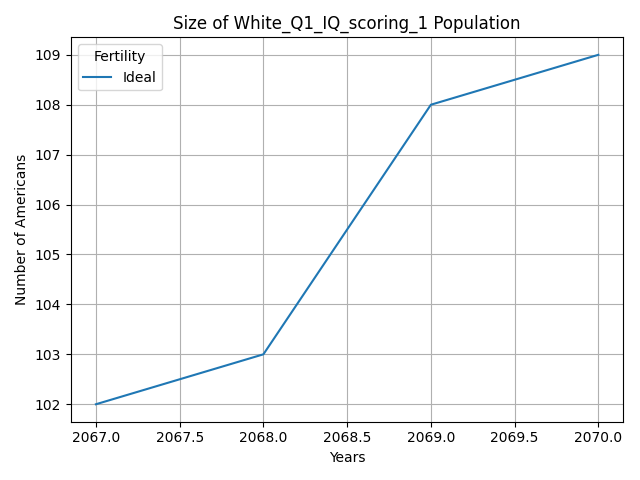 Size of White_Q1_IQ_scoring_1 Population
Fertility
Ideal
Number of Americans
109
108
107
106
105
104
103
102
2067.0 2067.5 2068.0 2068.5 2069.0 2069.5 2070.0
Years